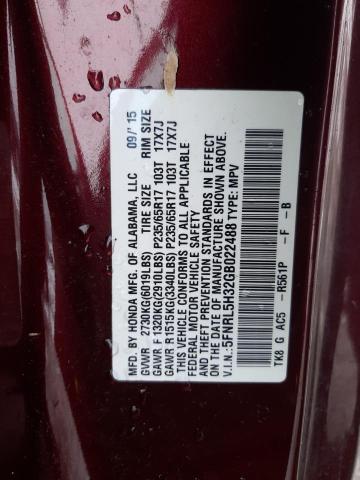 MFD. BY HONDA MFG. OF ALABAMA, LLC 09/'15
GVWR 2730KG(6019LBS) TIRE SIZE RIM SIZE
GAWR F 1320KG(2910LBS) P235/65R17 103T 17X7J
GAWR R 1515KG(3340LBS) P235/65R17 103T 17X7J
THIS VEHICLE CONFORMS TO ALL APPLICABLE
FEDERAL MOTOR VEHICLE SAFETY
AND THEFT PREVENTION STANDARDS IN EFFECT
ON THE DATE OF MANUFACTURE SHOWN ABOVE.
V.I.N.: 5FNRL5H32GB022488 TYPE: MPV
TK8 G AC5 - R561P - F - B